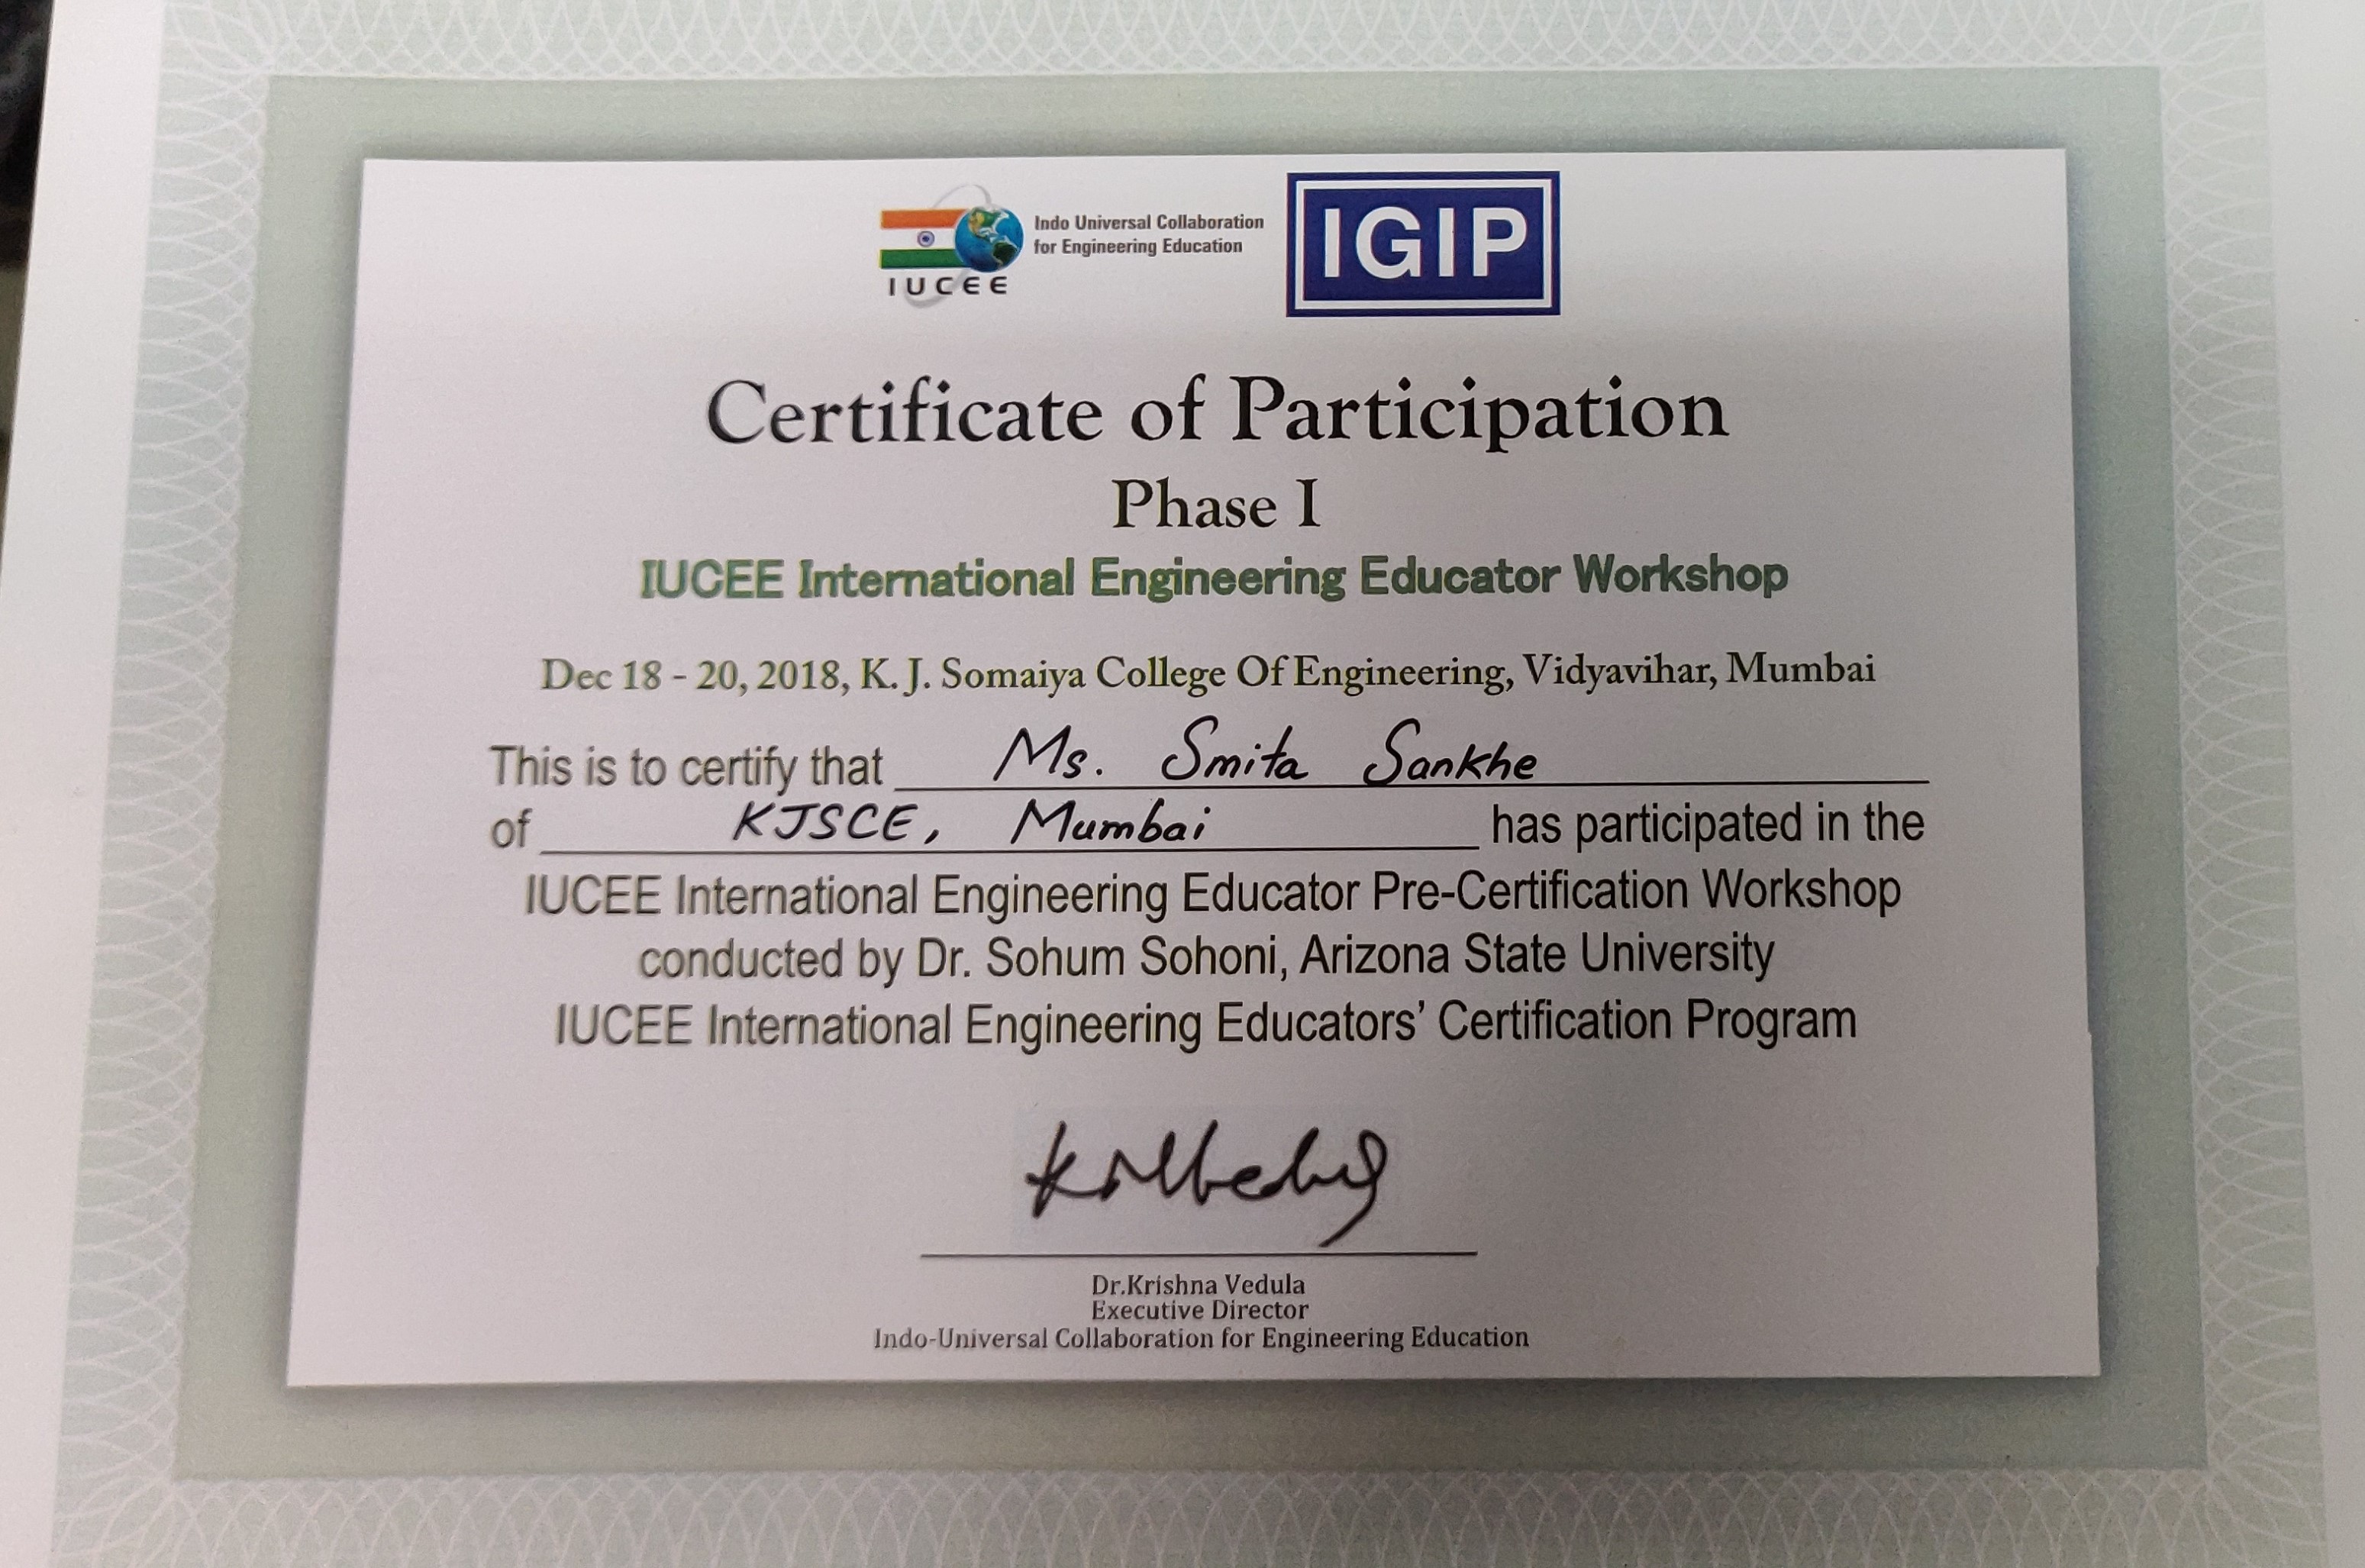 Indo Universal Collaboration
for Engineering Education
IUCEE
IGIP
Certificate of Participation
Phase I
IUCEE International Engineering Educator Workshop
Dec 18 - 20, 2018, K. J. Somaiya College Of Engineering, Vidyavihar, Mumbai
This is to certify that Ms. Smita Sankhe
of KJSCE, Mumbai has participated in the
IUCEE International Engineering Educator Pre-Certification Workshop
conducted by Dr. Sohum Sohoni, Arizona State University
IUCEE International Engineering Educators’ Certification Program
Dr.Krishna Vedula
Executive Director
Indo-Universal Collaboration for Engineering Education